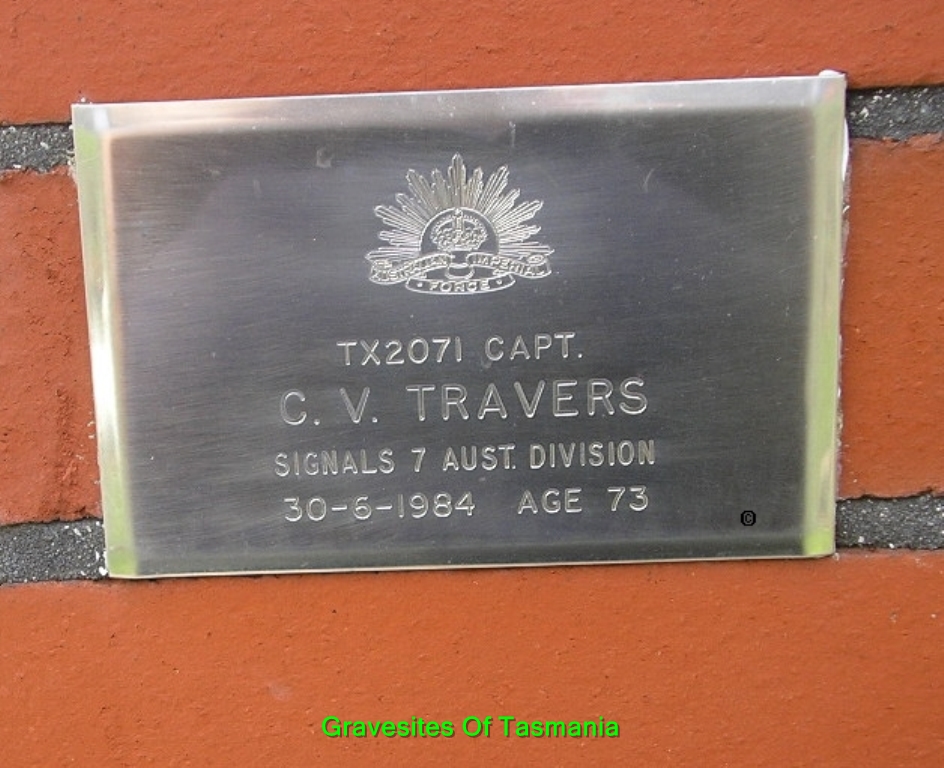 AUSTRALIAN IMPERIAL
FORCE
TX2071 CAPT.
C. V. TRAVERS
SIGNALS 7 AUST. DIVISION
30-6-1984 AGE 73
©
Gravesites Of Tasmania